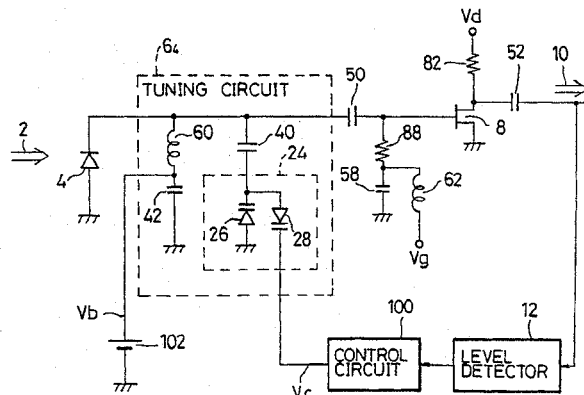 Vd
6₄
82
52
10
TUNING CIRCUIT
50
2
60
40
24
88
8
4
42
58
62
26
28
Vg
Vb
100
12
102
CONTROL CIRCUIT
LEVEL DETECTOR
Vc